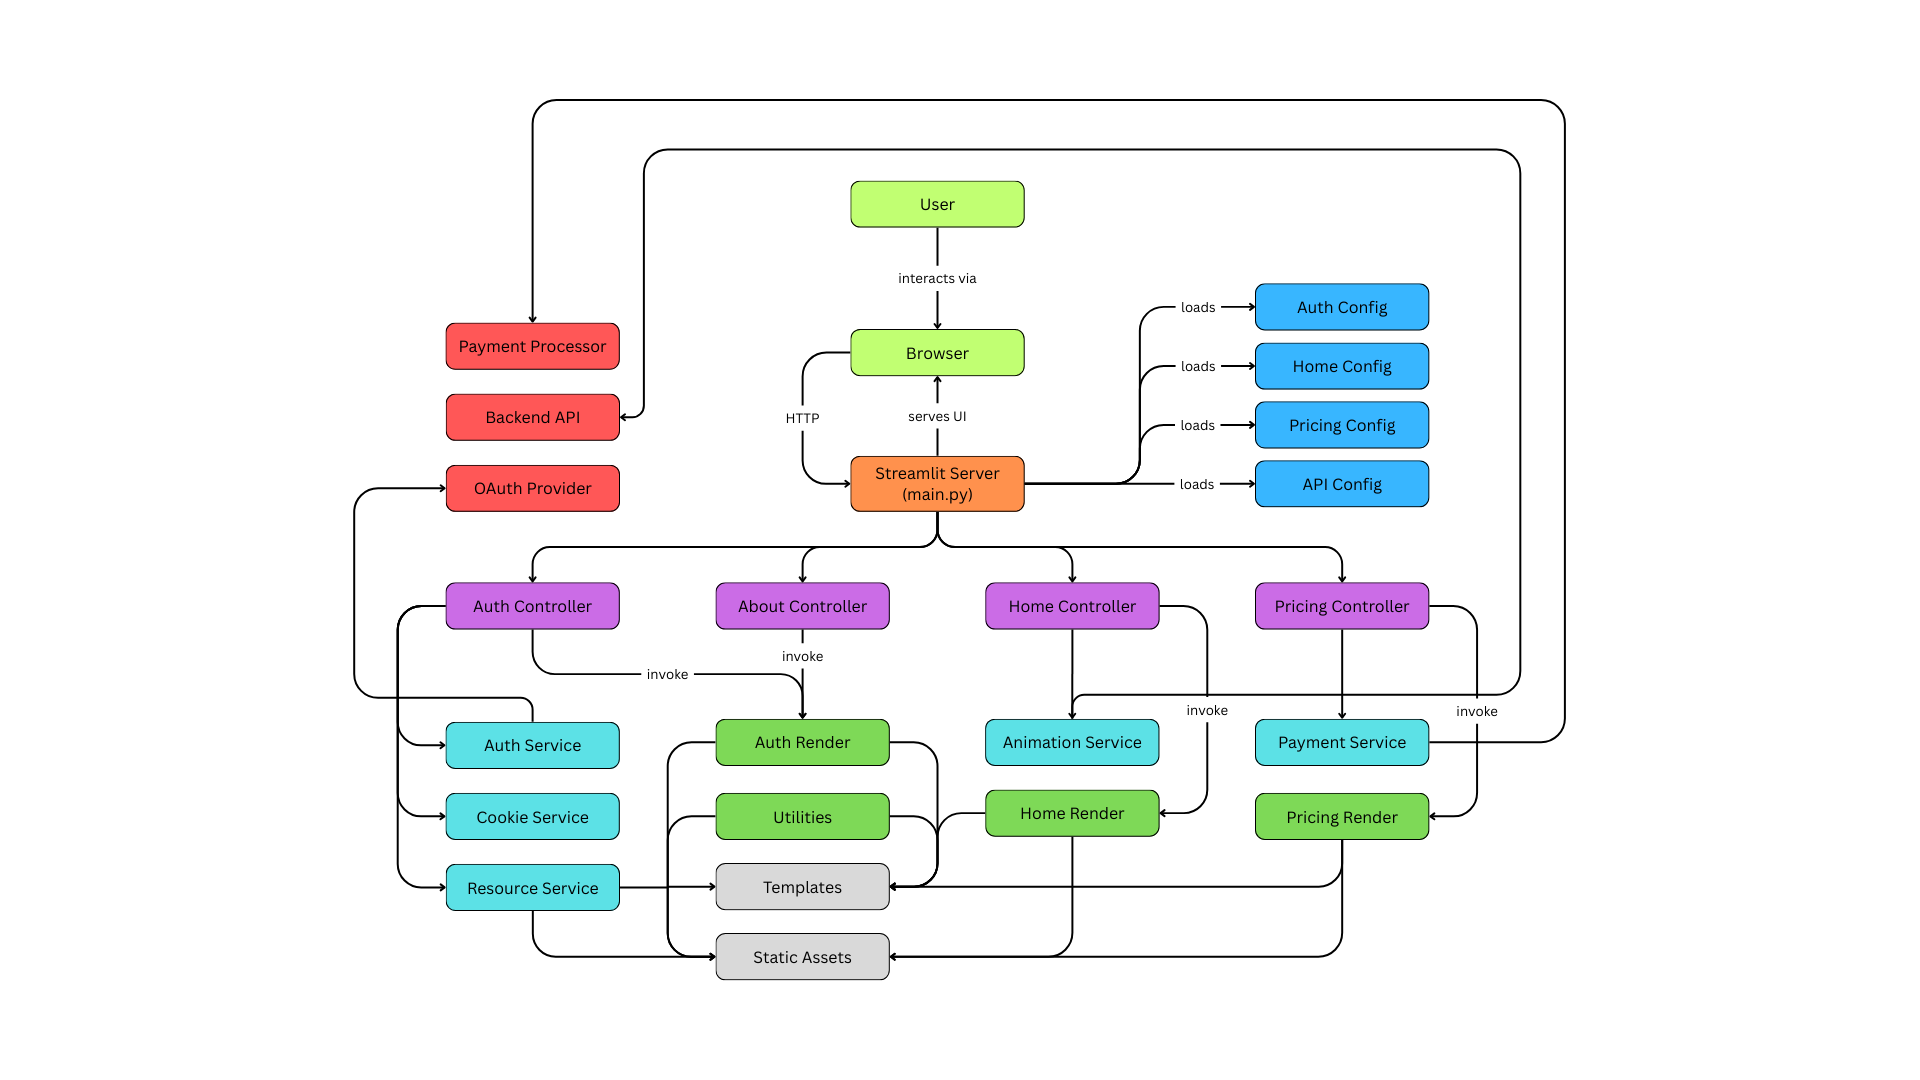 User
interacts via
Browser
HTTP
serves UI
Streamlit Server
(main.py)
loads
Auth Config
loads
Home Config
loads
Pricing Config
loads
API Config
Payment Processor
Backend API
OAuth Provider
Auth Controller
About Controller
Home Controller
Pricing Controller
invoke
invoke
invoke
invoke
Auth Service
Auth Render
Animation Service
Payment Service
Cookie Service
Utilities
Home Render
Pricing Render
Resource Service
Templates
Static Assets